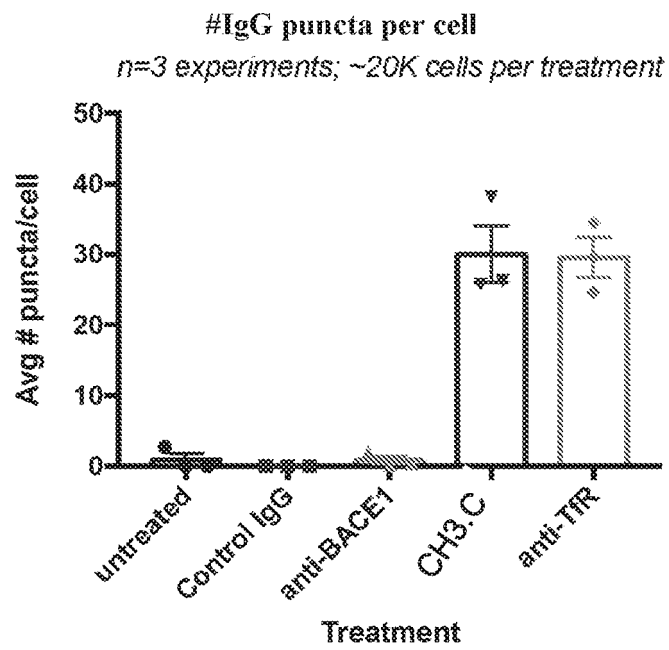 #IgG puncta per cell
n=3 experiments; ~20K cells per treatment
Avg # puncta/cell
50
40
30
20
10
0
untreated
Control IgG
anti-BACE1
CH3.C
anti-TfR
Treatment